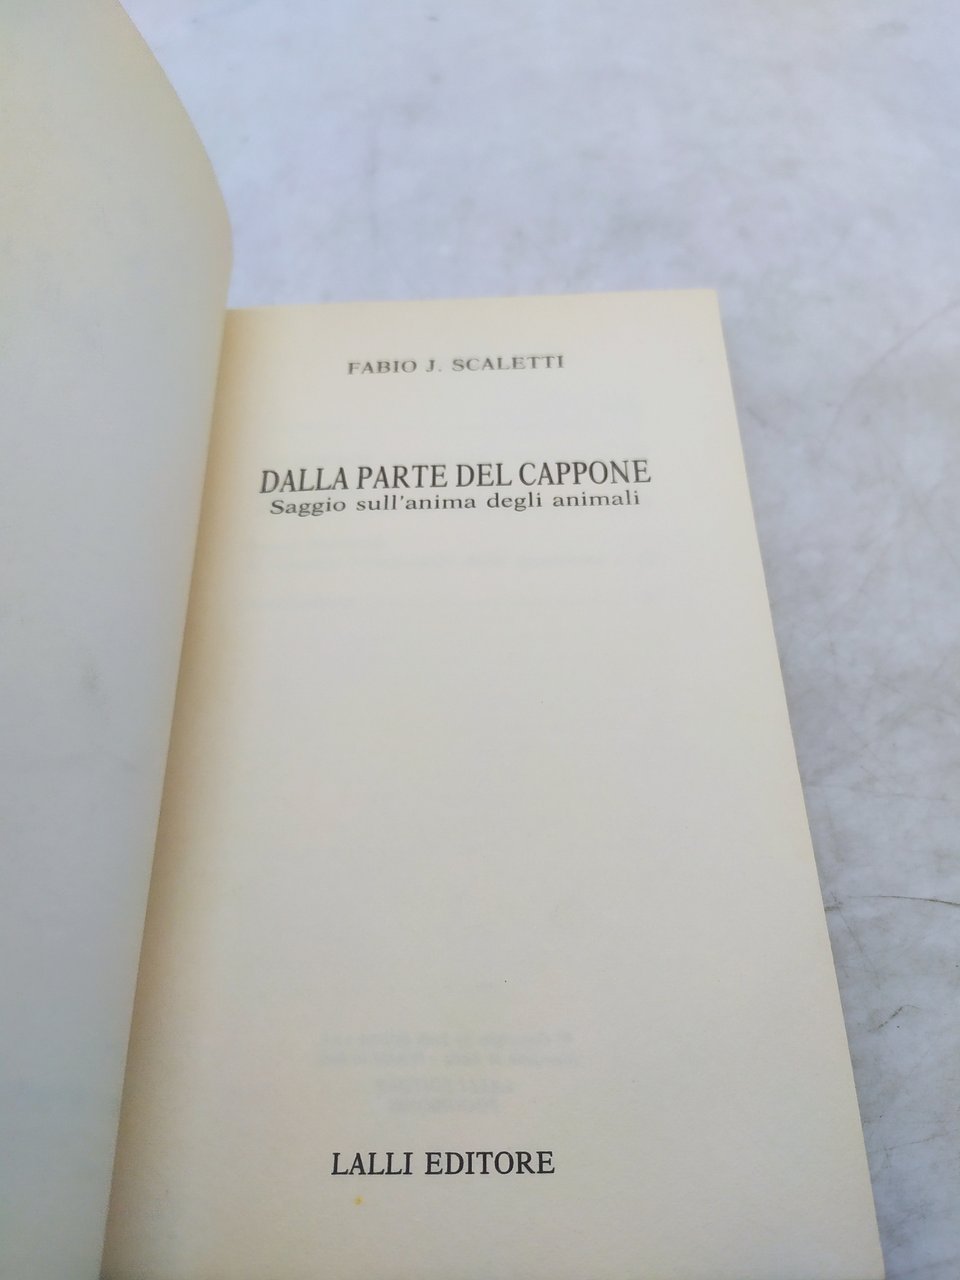 FABIO J. SCALETTI
DALLA PARTE DEL CAPPONE
Saggio sull'anima degli animali
LALLI EDITORE